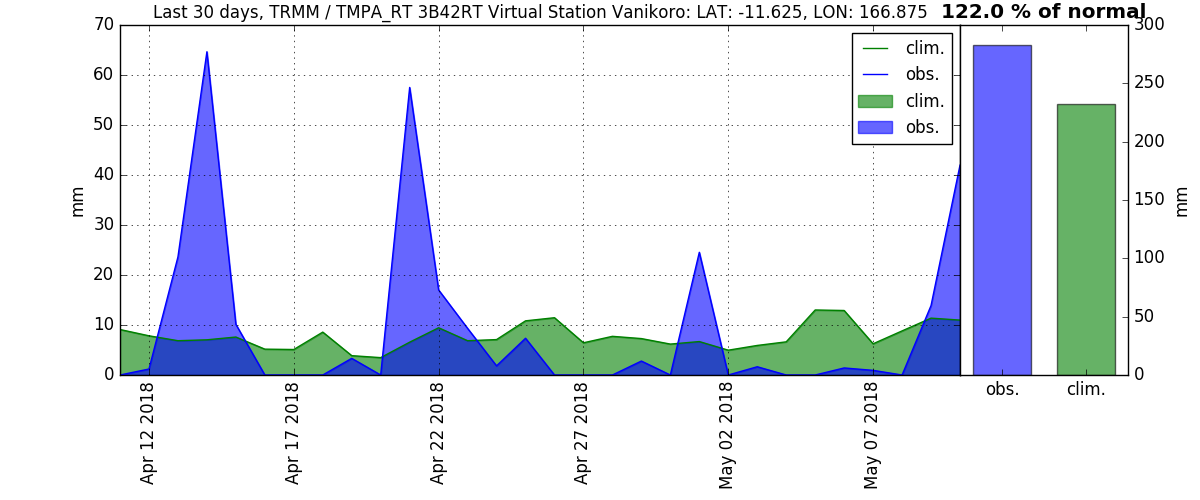 Last 30 days, TRMM / TMPA_RT 3B42RT Virtual Station Vanikoro: LAT: -11.625, LON: 166.875
122.0 % of normal
70
60
50
40
30
20
10
0
mm
clim.
obs.
clim.
obs.
300
250
200
150
100
50
0
mm
Apr 12 2018
Apr 17 2018
Apr 22 2018
Apr 27 2018
May 02 2018
May 07 2018
obs.
clim.